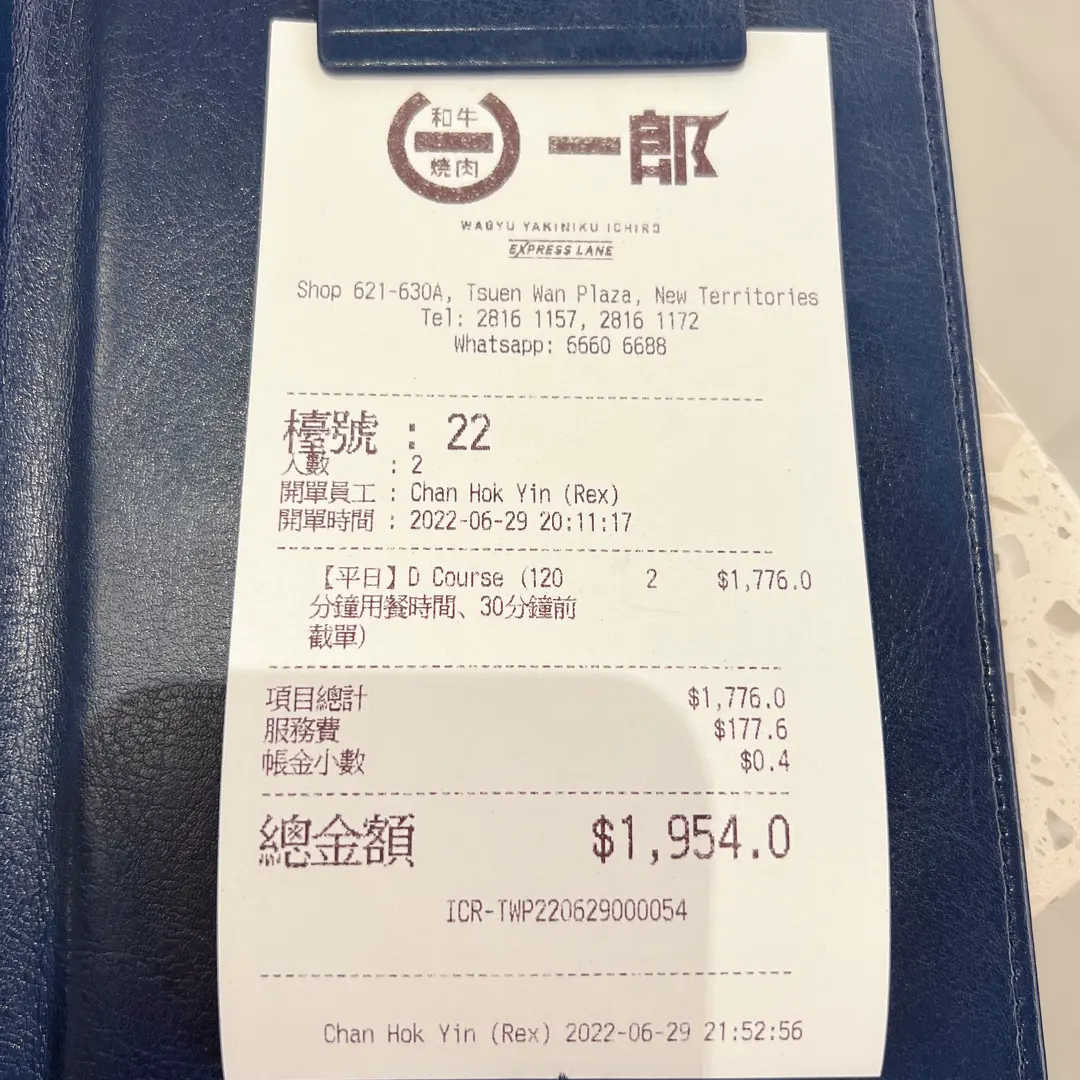 和牛
一郎
燒肉
WAGYU YAKINIKU ICHIRO
EXPRESS LANE
Shop 621-630A, Tsuen Wan Plaza, New Territories
Tel: 2816 1157, 2816 1172
Whatsapp: 6660 6688
檯號 : 22
人數 : 2
開單員工 : Chan Hok Yin (Rex)
開單時間 : 2022-06-29 20:11:17
【平日】D Course (120 2 $1,776.0
分鐘用餐時間、30分鐘前
截單)
項目總計 $1,776.0
服務費 $177.6
帳金小數 $0.4
總金額 $1,954.0
ICR-TWP220629000054
Chan Hok Yin (Rex) 2022-06-29 21:52:56